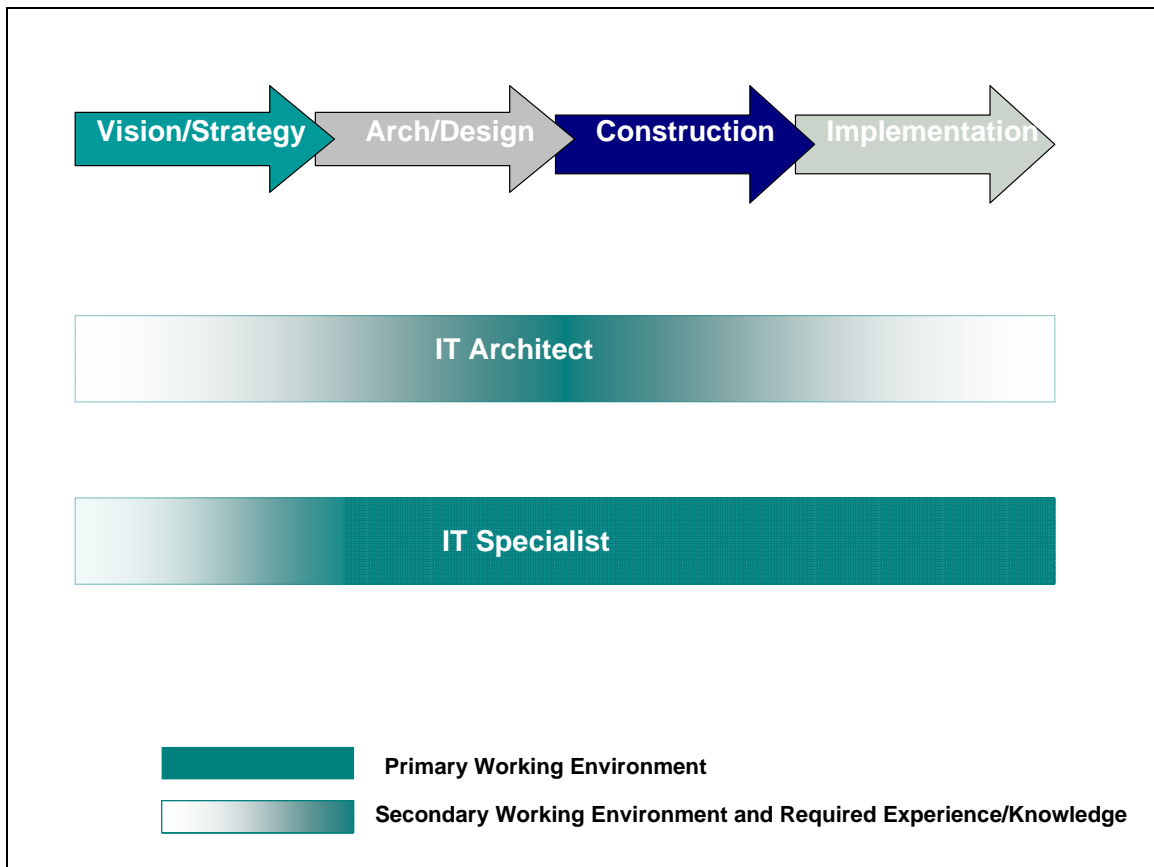 Vision/Strategy
Arch/Design
Construction
Implementation
IT Architect
IT Specialist
Primary Working Environment
Secondary Working Environment and Required Experience/Knowledge